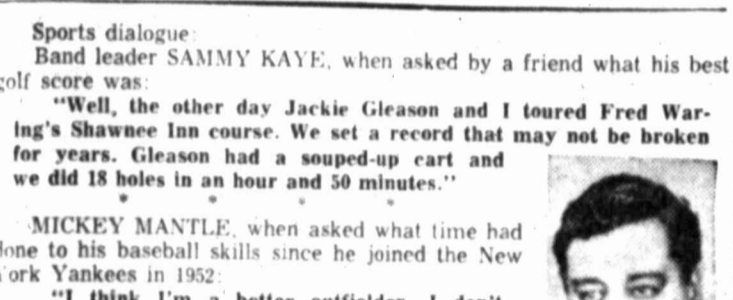 Sports dialogue:
Band leader SAMMY KAYE, when asked by a friend what his best
golf score was:
"Well, the other day Jackie Gleason and I toured Fred War-
ing's Shawnee Inn course. We set a record that may not be broken
for years. Gleason had a souped-up cart and
we did 18 holes in an hour and 50 minutes."
* * * *
MICKEY MANTLE, when asked what time had
done to his baseball skills since he joined the New
York Yankees in 1952:
"I think I'm a better outfielder. I don't